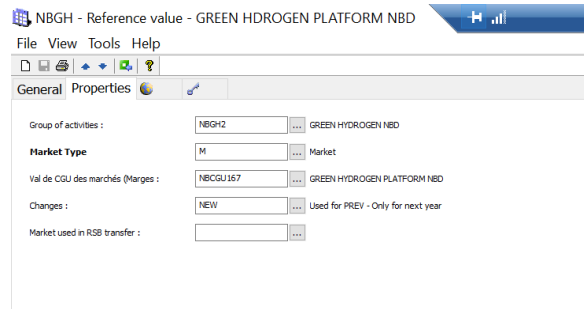 NBGH - Reference value - GREEN HDROGEN PLATFORM NBD
File View Tools Help
General Properties
Group of activities : NBGH2 ... GREEN HYDROGEN NBD
Market Type M ... Market
Val de CGU des marchés (Marges : NBCGU167 ... GREEN HYDROGEN PLATFORM NBD
Changes : NEW ... Used for PREV - Only for next year
Market used in RSB transfer : ...